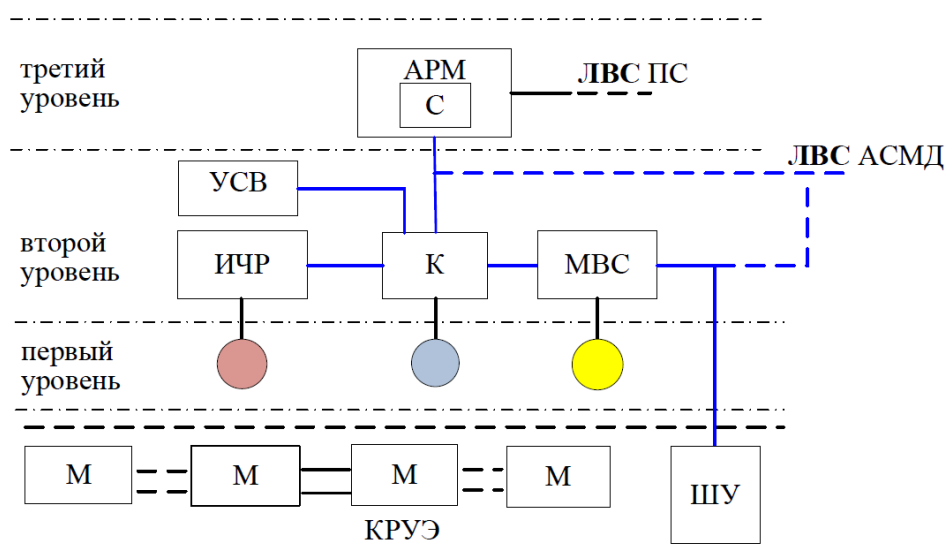 третий
уровень
АРМ
С
ЛВС ПС
ЛВС АСМД
УСВ
второй
уровень
ИЧР
К
МВС
первый
уровень
М
М
М
М
ШУ
КРУЭ